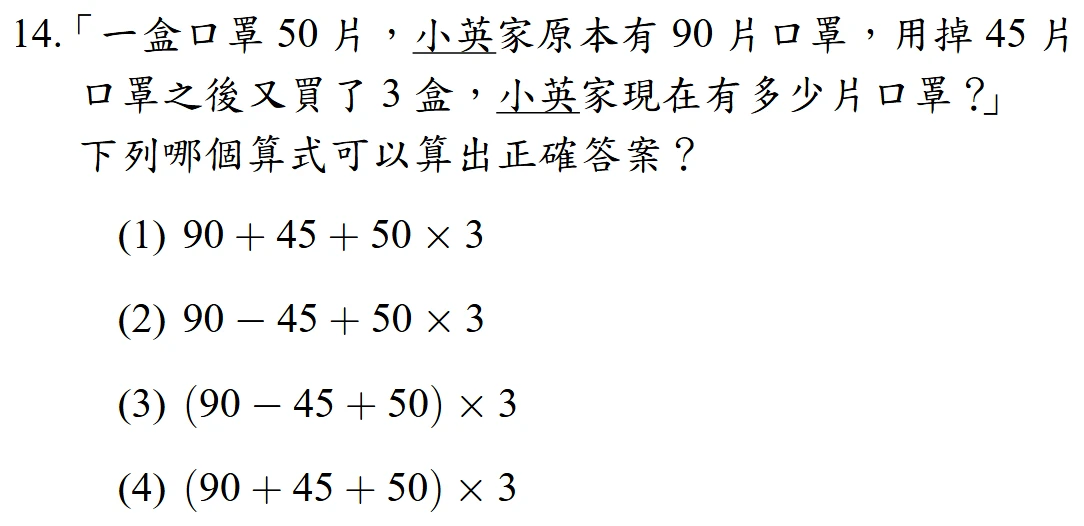 14.「一盒口罩 50 片，小英家原本有 90 片口罩，用掉 45 片
口罩之後又買了 3 盒，小英家現在有多少片口罩？」
下列哪個算式可以算出正確答案？
(1) 90 + 45 + 50 × 3
(2) 90 − 45 + 50 × 3
(3) (90 − 45 + 50) × 3
(4) (90 + 45 + 50) × 3